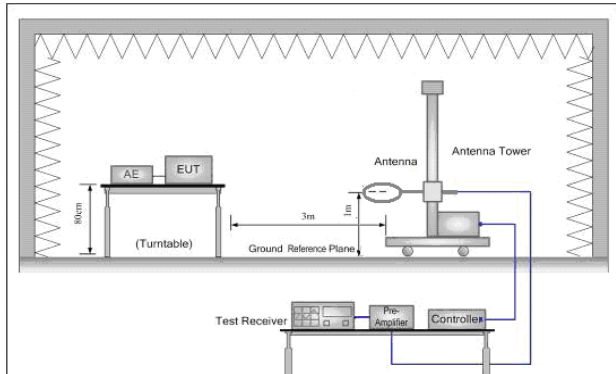 Antenna Tower
Antenna
EUT
AE
80cm
(Turntable)
3m
1m
Ground Reference Plane
Test Receiver
Pre-
Amplifier
Controller